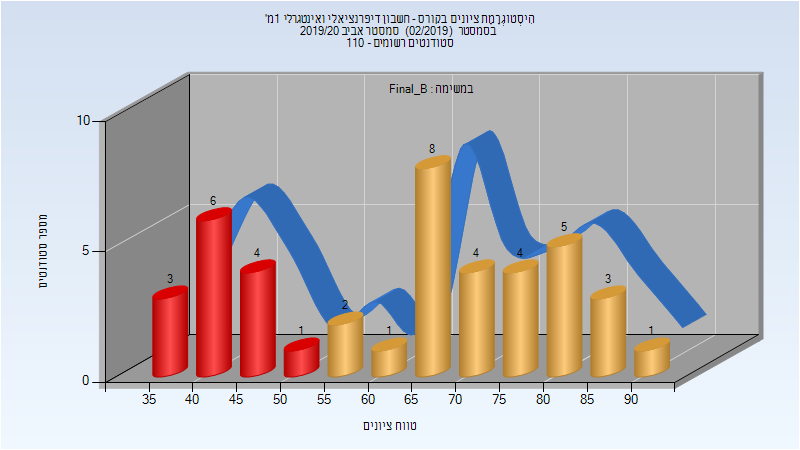 הִיסְטוֹגְרָמַת ציונים בקורס - חשבון דיפרנציאלי ואינטגרלי 1מ'
בסמסטר (02/2019) סמסטר אביב 2019/20
סטודנטים רשומים - 110
במשימה : Final_B
מספר סטודנטים
10
5
0
3
6
4
1
2
1
8
4
4
5
3
1
35 40 45 50 55 60 65 70 75 80 85 90
טווח ציונים